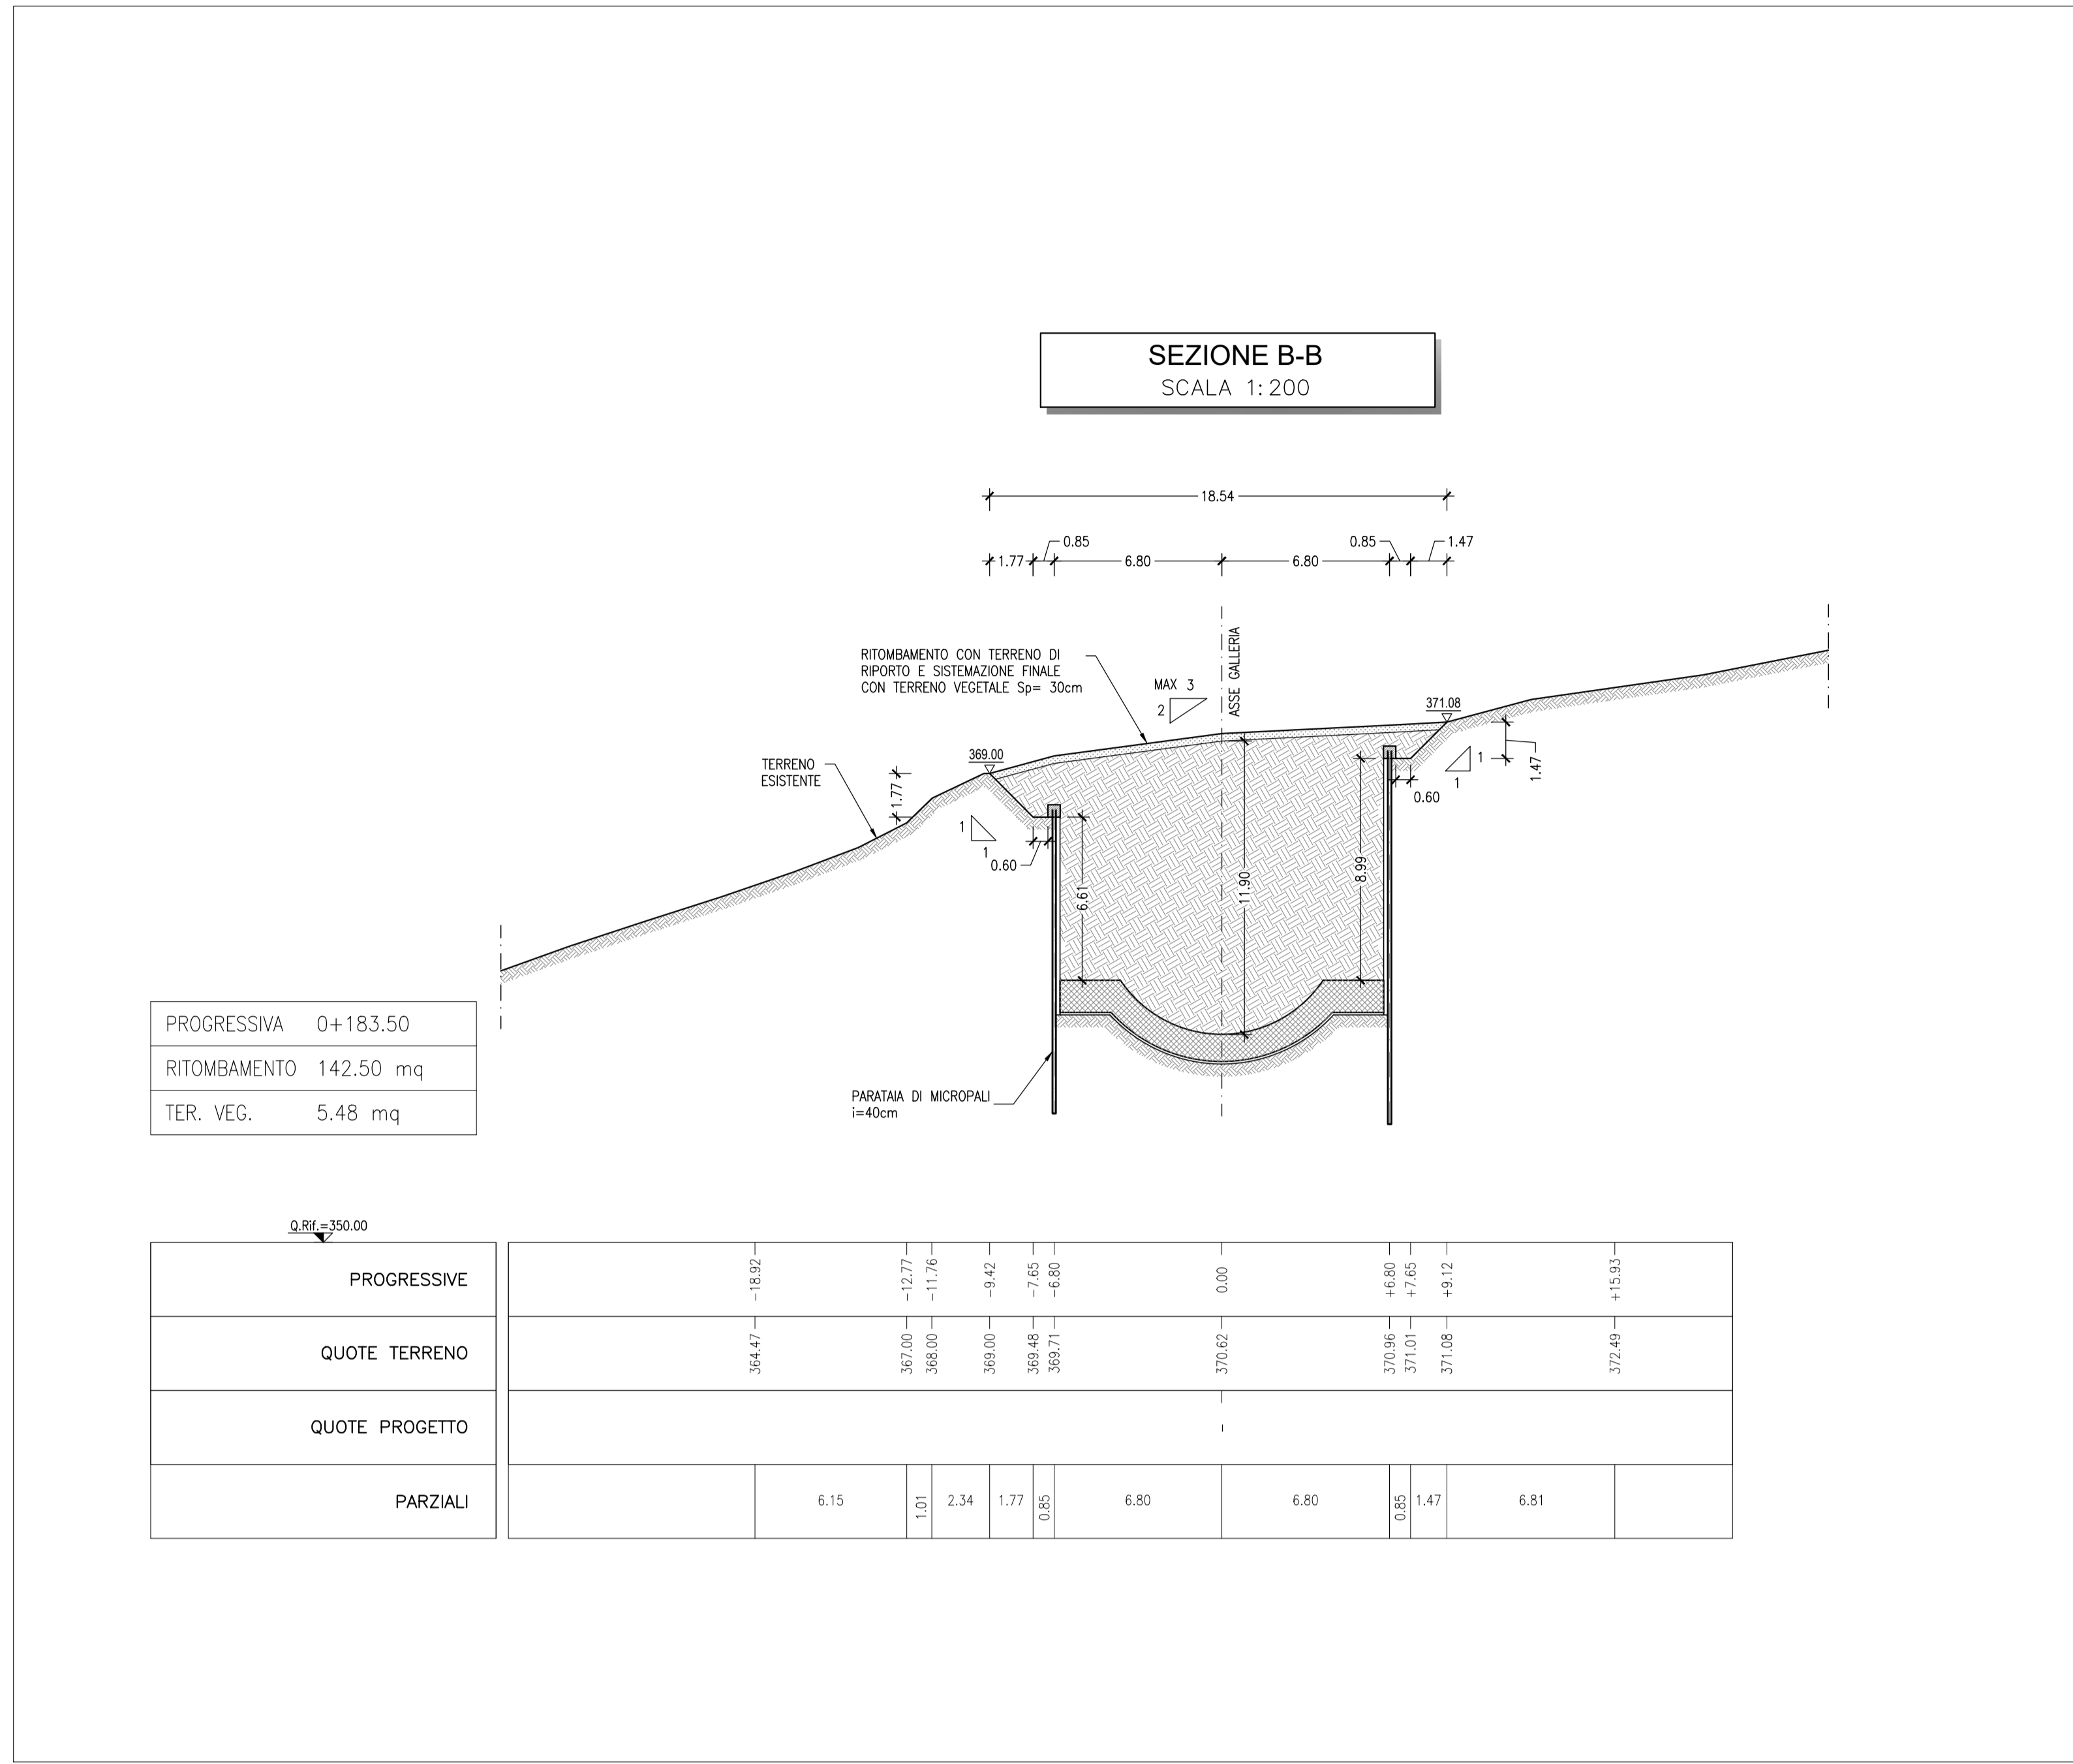 SEZIONE B-B
SCALA 1:200
18.54
0.85
0.85
1.47
1.77
6.80
6.80
ASSE GALLERIA
RITOMBAMENTO CON TERRENO DI
RIPORTO E SISTEMAZIONE FINALE
CON TERRENO VEGETALE Sp= 30cm
MAX 3
2
371.08
369.00
TERRENO
ESISTENTE
1.77
1
1
0.60
1
1
0.60
1.47
6.61
11.90
8.99
PARATAIA DI MICROPALI
i=40cm
PROGRESSIVA 0+183.50
RITOMBAMENTO 142.50 mq
TER. VEG. 5.48 mq
Q.Rif.=350.00
PROGRESSIVE -18.92 -12.77 -11.76 -9.42 -7.65 -6.80 0.00 +6.80 +7.65 +9.12 +15.93
QUOTE TERRENO 364.47 367.00 368.00 369.00 369.48 369.71 370.62 370.96 371.01 371.08 372.49
QUOTE PROGETTO -
PARZIALI 6.15 1.01 2.34 1.77 0.85 6.80 6.80 0.85 1.47 6.81